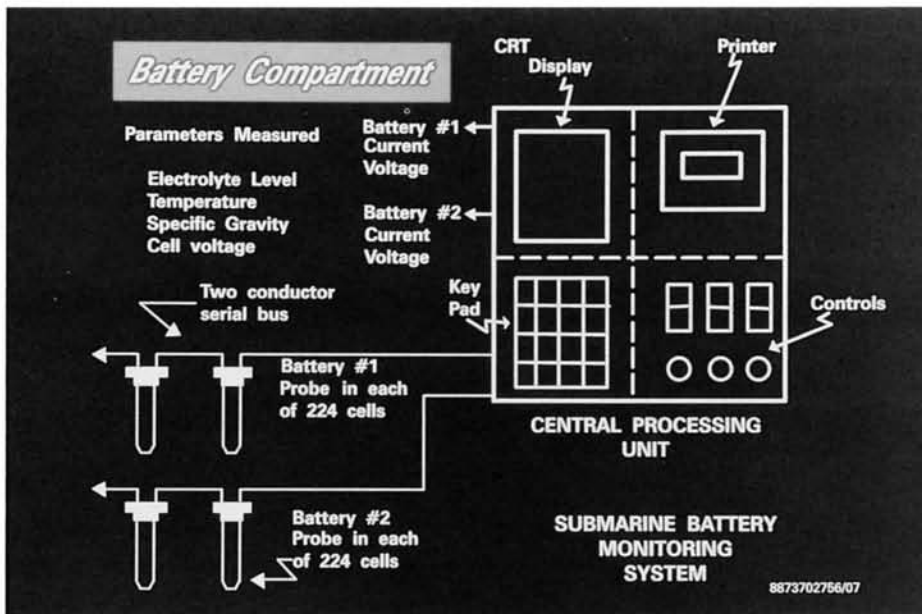 Battery Compartment
Parameters Measured
Electrolyte Level
Temperature
Specific Gravity
Cell voltage
Two conductor
serial bus
Battery #1
Current
Voltage
Battery #2
Current
Voltage
CRT
Display
Printer
Key
Pad
Controls
Battery #1
Probe in each
of 224 cells
Battery #2
Probe in each
of 224 cells
CENTRAL PROCESSING
UNIT
SUBMARINE BATTERY
MONITORING
SYSTEM
8873702756/07